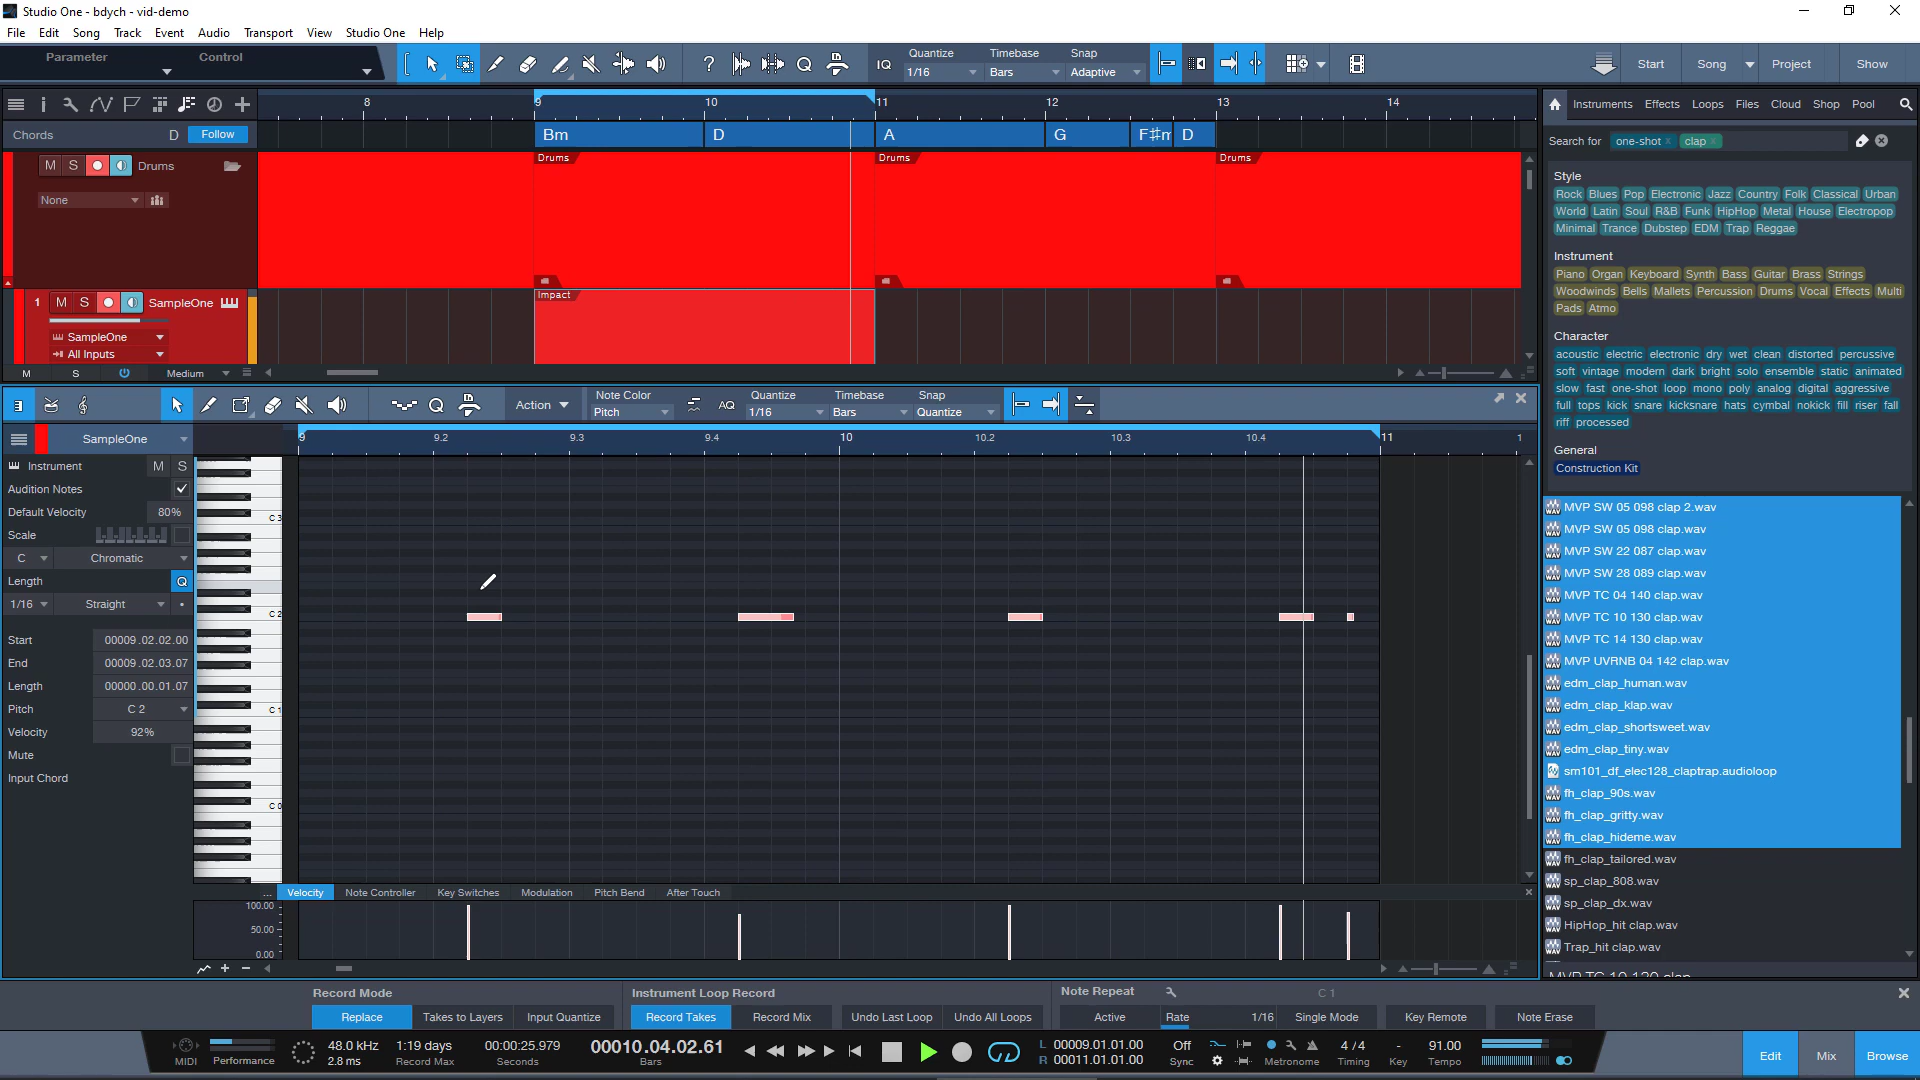 Studio One - bdych - vid-demo
File Edit Song Track Event Audio Transport View Studio One Help
Parameter Control
? IQ Quantize 1/16 Timebase Bars Snap Adaptive
Start Song Project Show
8 9 10 11 12 13 14
Chords D Follow
Bm D A G F♯m D
M S Drums
None
Drums Drums Drums
Impact
1 M S SampleOne
SampleOne
All Inputs
M S Medium
Action Note Color Pitch AQ Quantize 1/16 Timebase Bars Snap Quantize
SampleOne
9 9.2 9.3 9.4 10 10.2 10.3 10.4 11 1
Instrument M S
Audition Notes
Default Velocity 80%
Scale
C Chromatic
Length Q
1/16 Straight
Start 00009.02.02.00
End 00009.02.03.07
Length 00000.00.01.07
Pitch C 2
Velocity 92%
Mute
Input Chord
C 3
C 2
C 1
C 0
... Velocity Note Controller Key Switches Modulation Pitch Bend After Touch
100.00
50.00
0.00
Instruments Effects Loops Files Cloud Shop Pool
Search for one-shot x clap x
Style
Rock Blues Pop Electronic Jazz Country Folk Classical Urban
World Latin Soul R&B Funk HipHop Metal House Electropop
Minimal Trance Dubstep EDM Trap Reggae
Instrument
Piano Organ Keyboard Synth Bass Guitar Brass Strings
Woodwinds Bells Mallets Percussion Drums Vocal Effects Multi
Pads Atmo
Character
acoustic electric electronic dry wet clean distorted percussive
soft vintage modern dark bright solo ensemble static animated
slow fast one-shot loop mono poly analog digital aggressive
full tops kick snare kicksnare hats cymbal nokick fill riser fall
riff processed
General
Construction Kit
MVP SW 05 098 clap 2.wav
MVP SW 05 098 clap.wav
MVP SW 22 087 clap.wav
MVP SW 28 089 clap.wav
MVP TC 04 140 clap.wav
MVP TC 10 130 clap.wav
MVP TC 14 130 clap.wav
MVP UVRNB 04 142 clap.wav
edm_clap_human.wav
edm_clap_klap.wav
edm_clap_shortsweet.wav
edm_clap_tiny.wav
sm101_df_elec128_claptrap.audioloop
fh_clap_90s.wav
fh_clap_gritty.wav
fh_clap_hideme.wav
fh_clap_tailored.wav
sp_clap_808.wav
sp_clap_dx.wav
HipHop_hit clap.wav
Trap_hit clap.wav
MVP TC 10 130 clap
Record Mode Instrument Loop Record Note Repeat C 1
Replace Takes to Layers Input Quantize Record Takes Record Mix Undo Last Loop Undo All Loops Active Rate 1/16 Single Mode Key Remote Note Erase
MIDI Performance 48.0 kHz 2.8 ms 1:19 days Record Max 00:00:25.979 Seconds 00010.04.02.61 Bars
L 00009.01.01.00
R 00011.01.01.00
Off Sync Metronome 4 / 4 Timing - Key 91.00 Tempo
Edit Mix Browse